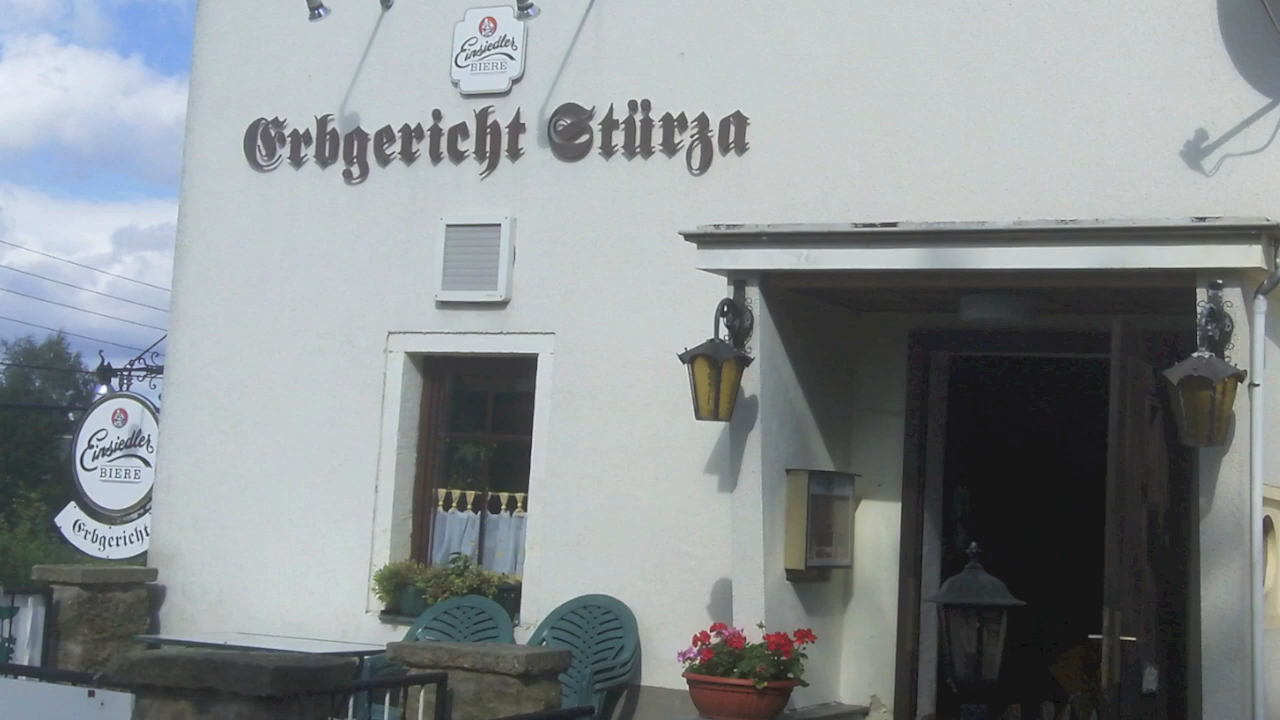 Einsiedler
BIERE
Erbgericht Stürza
Einsiedler
BIERE
Erbgericht